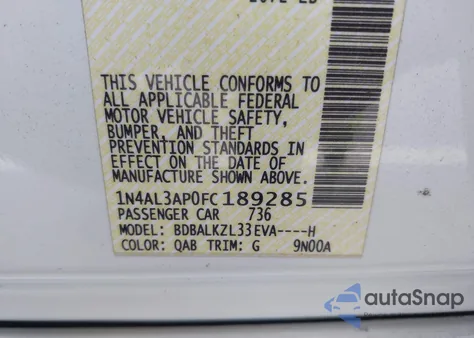 THIS VEHICLE CONFORMS TO
ALL APPLICABLE FEDERAL
MOTOR VEHICLE SAFETY,
BUMPER, AND THEFT
PREVENTION STANDARDS IN
EFFECT ON THE DATE OF
MANUFACTURE SHOWN ABOVE.
1N4AL3AP0FC189285
PASSENGER CAR 736
MODEL: BDBALKZL33EVA----H
COLOR: QAB TRIM: G 9N00A
autoSnap